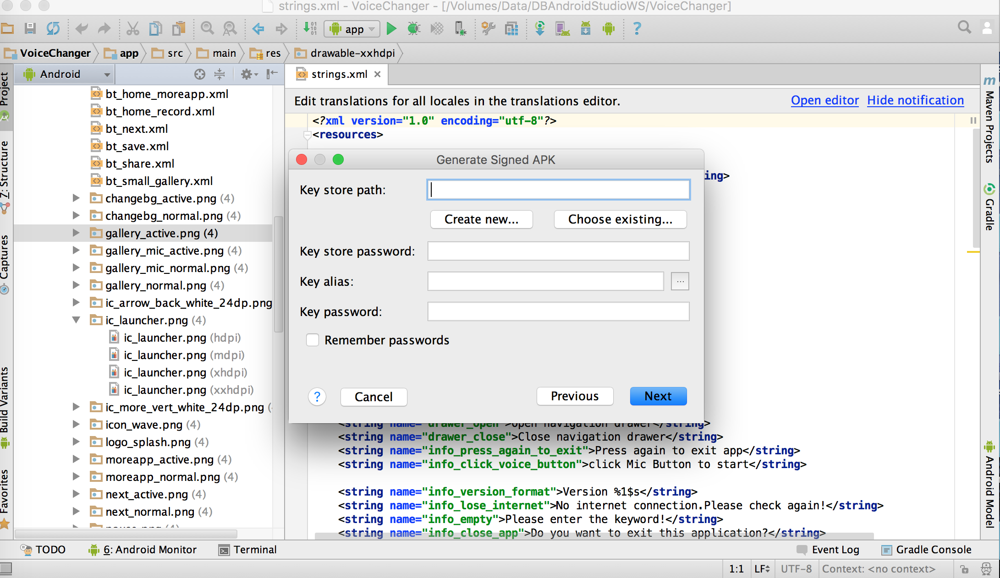 strings.xml - VoiceChanger - [/Volumes/Data/DBAndroidStudioWS/VoiceChanger]
app
VoiceChanger app src main res drawable-xxhdpi
Android
strings.xml
Project
7: Structure
Captures
Build Variants
Favorites
bt_home_moreapp.xml
bt_home_record.xml
bt_next.xml
bt_save.xml
bt_share.xml
bt_small_gallery.xml
changebg_active.png (4)
changebg_normal.png (4)
gallery_active.png (4)
gallery_mic_active.png (4)
gallery_mic_normal.png (4)
gallery_normal.png (4)
ic_arrow_back_white_24dp.png
ic_launcher.png (4)
ic_launcher.png (hdpi)
ic_launcher.png (mdpi)
ic_launcher.png (xhdpi)
ic_launcher.png (xxhdpi)
ic_more_vert_white_24dp.png
icon_wave.png (4)
logo_splash.png (4)
moreapp_active.png (4)
moreapp_normal.png (4)
next_active.png (4)
next_normal.png (4)
Edit translations for all locales in the translations editor.
Open editor Hide notification
<?xml version="1.0" encoding="utf-8"?>
<resources>
ing>
Generate Signed APK
Key store path:
Create new... Choose existing...
Key store password:
Key alias:
...
Key password:
Remember passwords
? Cancel Previous Next
<string name="drawer_open">Open navigation drawer</string>
<string name="drawer_close">Close navigation drawer</string>
<string name="info_press_again_to_exit">Press again to exit app</string>
<string name="info_click_voice_button">click Mic Button to start</string>
<string name="info_version_format">Version %1$s</string>
<string name="info_lose_internet">No internet connection.Please check again!</string>
<string name="info_empty">Please enter the keyword!</string>
<string name="info_close_app">Do you want to exit this application?</string>
m Maven Projects
Gradle
Android Model
TODO 6: Android Monitor Terminal Event Log Gradle Console
1:1 LF UTF-8 Context: <no context>